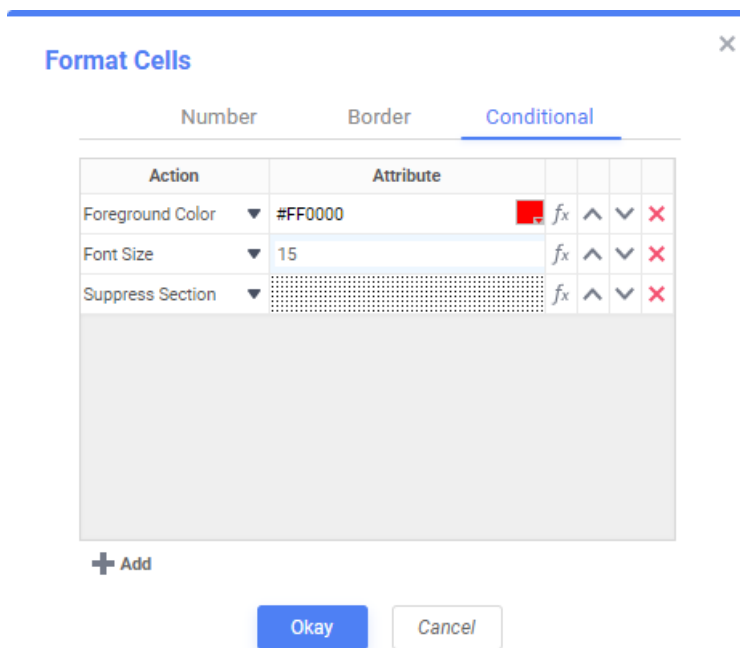 Format Cells
Number Border Conditional
Action Attribute
Foreground Color #FF0000 fx
Font Size 15 fx
Suppress Section fx
Add
Okay Cancel